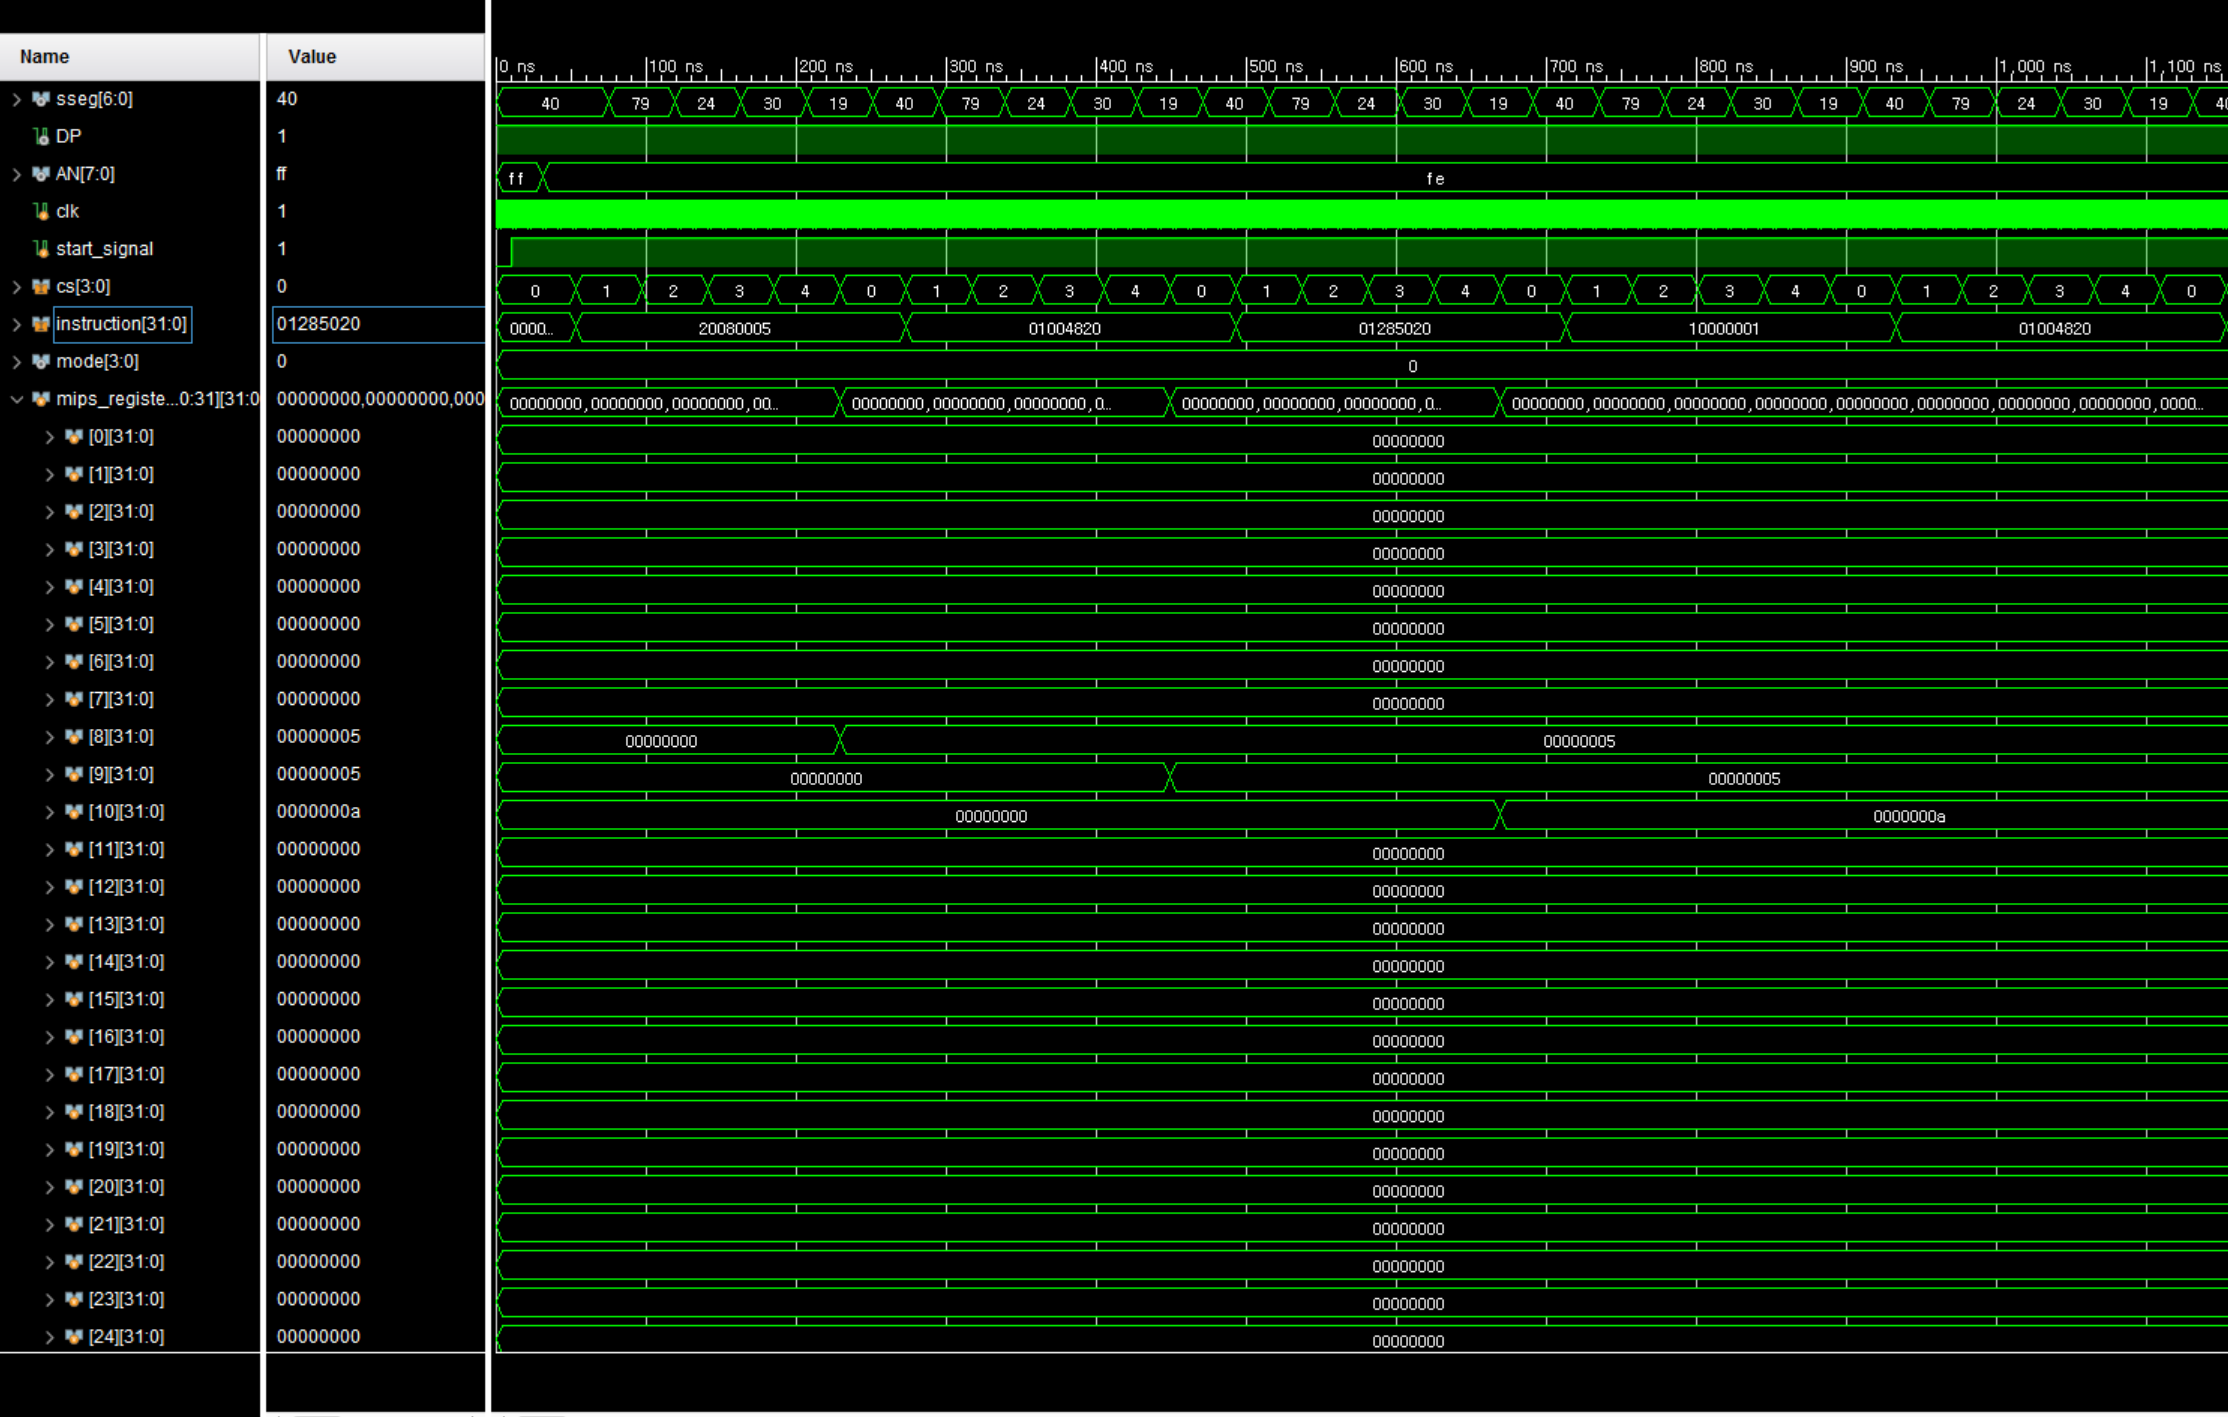 Name Value
0 ns 100 ns 200 ns 300 ns 400 ns 500 ns 600 ns 700 ns 800 ns 900 ns 1,000 ns 1,100 ns
sseg[6:0] 40 40 79 24 30 19 40 79 24 30 19 40 79 24 30 19 40 79 24 30 19 40 79 24 30 19 40
DP 1
AN[7:0] ff ff fe
clk 1
start_signal 1
cs[3:0] 0 0 1 2 3 4 0 1 2 3 4 0 1 2 3 4 0 1 2 3 4 0 1 2 3 4 0
instruction[31:0] 01285020 0000... 20080005 01004820 01285020 10000001 01004820
mode[3:0] 0 0
mips_registe...0:31][31:0 00000000,00000000,000 00000000,00000000,00000000,00... 00000000,00000000,00000000,0... 00000000,00000000,00000000,0... 00000000,00000000,00000000,00000000,00000000,00000000,00000000,00000000,0000...
[0][31:0] 00000000 00000000
[1][31:0] 00000000 00000000
[2][31:0] 00000000 00000000
[3][31:0] 00000000 00000000
[4][31:0] 00000000 00000000
[5][31:0] 00000000 00000000
[6][31:0] 00000000 00000000
[7][31:0] 00000000 00000000
[8][31:0] 00000005 00000000 00000005
[9][31:0] 00000005 00000000 00000005
[10][31:0] 0000000a 00000000 0000000a
[11][31:0] 00000000 00000000
[12][31:0] 00000000 00000000
[13][31:0] 00000000 00000000
[14][31:0] 00000000 00000000
[15][31:0] 00000000 00000000
[16][31:0] 00000000 00000000
[17][31:0] 00000000 00000000
[18][31:0] 00000000 00000000
[19][31:0] 00000000 00000000
[20][31:0] 00000000 00000000
[21][31:0] 00000000 00000000
[22][31:0] 00000000 00000000
[23][31:0] 00000000 00000000
[24][31:0] 00000000 00000000